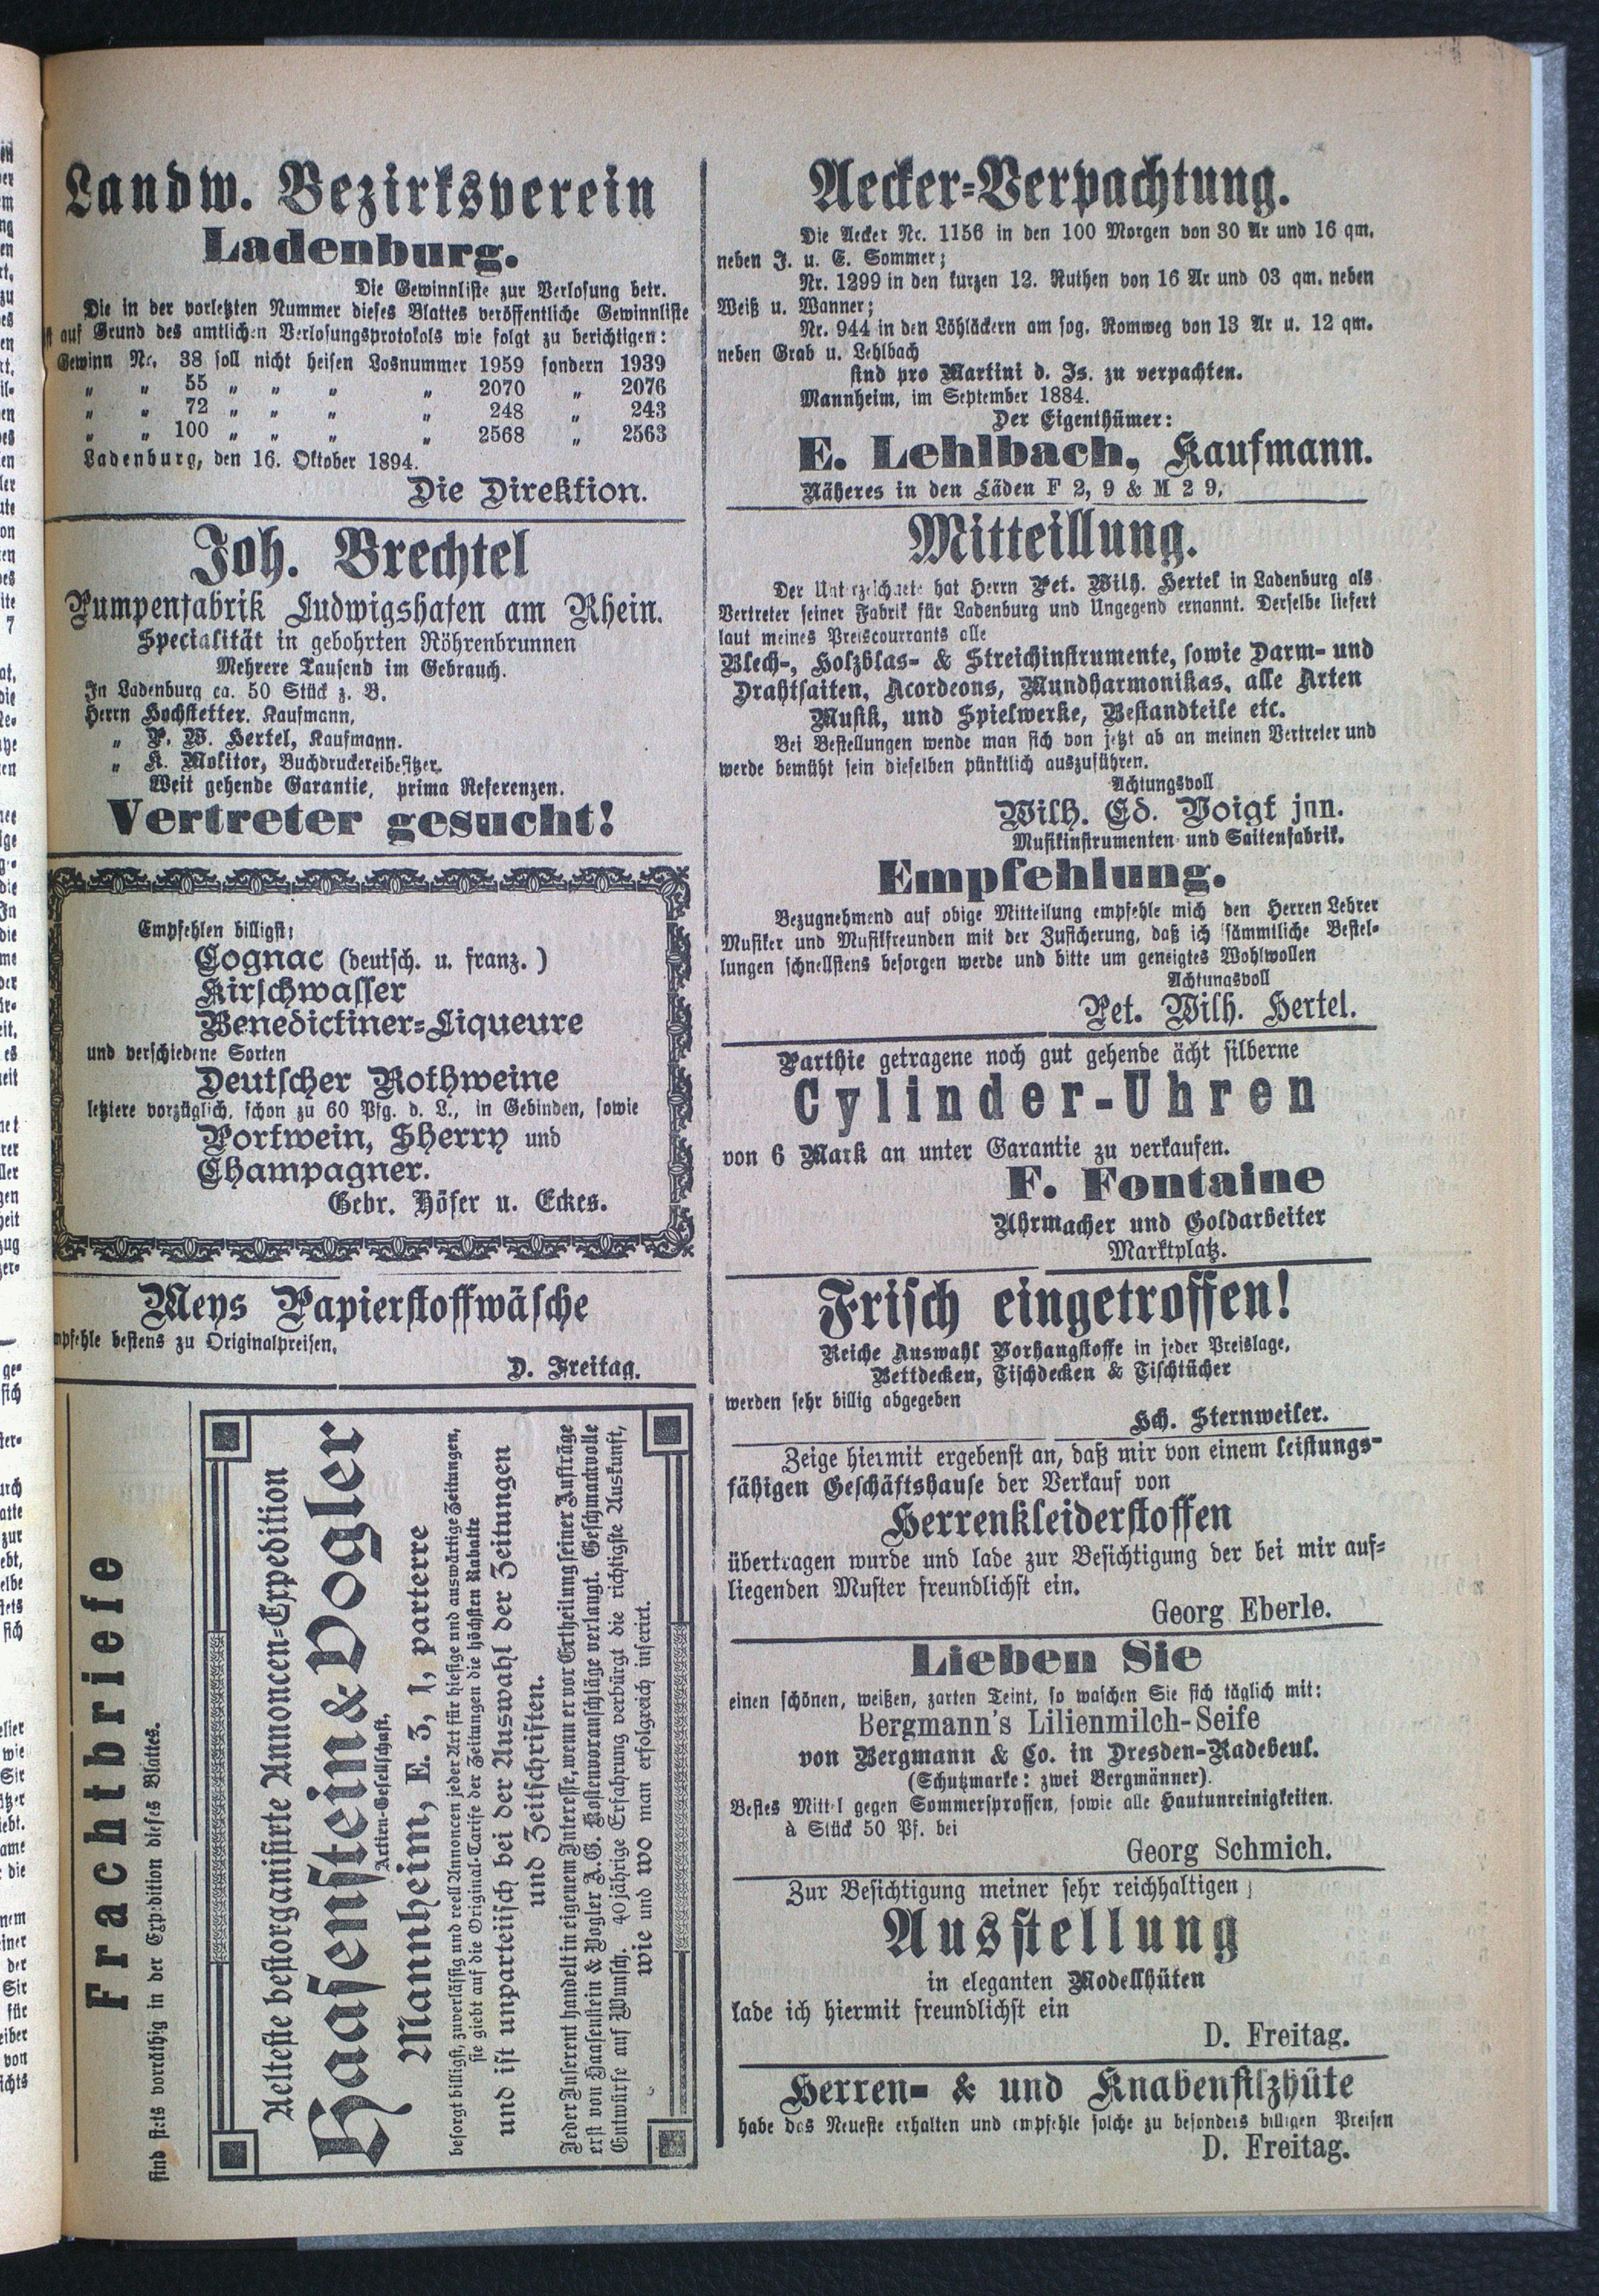 Landw. Bezirksverein
Ladenburg.
Die Gewinnliste zur Verlosung betr.
Die in der vorletzten Nummer dieses Blattes veröffentliche Gewinnliste
ist auf Grund des amtlichen Verlosungsprotokols wie folgt zu berichtigen:
Gewinn Nr. 38 soll nicht heisen Losnummer 1959 sondern 1939
„ „ 55 „ „ „ „ 2070 „ 2076
„ „ 72 „ „ „ „ 248 „ 243
„ „ 100 „ „ „ „ 2568 „ 2563
Ladenburg, den 16. Oktober 1894.
Die Direktion.
Joh. Brechtel
Pumpenfabrik Ludwigshafen am Rhein.
Specialität in gebohrten Röhrenbrunnen
Mehrere Tausend im Gebrauch.
In Ladenburg ca. 50 Stück z. B.
Herrn Hochstetter, Kaufmann,
„ P. W. Hertel, Kaufmann.
„ K. Molitor, Buchdruckereibesitzer.
Weit gehende Garantie, prima Referenzen.
Vertreter gesucht!
Empfehlen billigst:
Cognac (deutsch. u. franz.)
Kirschwasser
Benedictiner-Liqueure
und verschiedene Sorten
Deutscher Rothweine
letztere vorzüglich, schon zu 60 Pfg. d. L., in Gebinden, sowie
Portwein, Sherry und
Champagner.
Gebr. Höfer u. Eckes.
Meys Papierstoffwäsche
empfehle bestens zu Originalpreisen,
D. Freitag.
Frachtbriefe
sind stets vorräthig in der Expedition dieses Blattes.
Aelteste bestorganisirte Annoncen-Expedition
Haasenstein & Vogler
Actien-Gesellschaft,
Mannheim, E. 3, 1, parterre
besorgt billigst, zuverlässig und reell Annoncen jeder Art für hiesige und auswärtige Zeitungen,
sie giebt auf die Original-Tarife der Zeitungen die höchsten Rabatte
und ist unparteiisch bei der Auswahl der Zeitungen
und Zeitschriften.
Jeder Inserent handelt in eigenem Interesse, wenn er vor Ertheilung seiner Aufträge
erst von Haasenstein & Vogler A.G. Kostenvoranschläge verlangt. Geschmackvolle
Entwürfe auf Wunsch. 40jährige Erfahrung verbürgt die richtigste Auskunft,
wie und wo man erfolgreich inserirt.
Aecker-Verpachtung.
Die Aecker Nr. 1156 in den 100 Morgen von 30 Ar und 16 qm.
neben J. u. E. Sommer;
Nr. 1299 in den kurzen 12. Ruthen von 16 Ar und 03 qm. neben
Weiß u. Wanner;
Nr. 944 in den Löhläckern am sog. Romweg von 13 Ar u. 12 qm.
neben Grab u. Lehlbach
sind pro Martini d. Js. zu verpachten.
Mannheim, im September 1884.
Der Eigenthümer:
E. Lehlbach, Kaufmann.
Näheres in den Läden F 2, 9 & M 2 9,
Mitteillung.
Der Unterzeichnete hat Herrn Pet. Wilh. Hertel in Ladenburg als
Vertreter seiner Fabrik für Ladenburg und Ungegend ernannt. Derselbe liefert
laut meines Preiscourrants alle
Blech-, Holzblas- & Streichinstrumente, sowie Darm- und
Drahtsaiten, Acordeons, Mundharmonikas, alle Arten
Musik, und Spielwerke, Bestandteile etc.
Bei Bestellungen wende man sich von jetzt ab an meinen Vertreter und
werde bemüht sein dieselben pünktlich auszuführen.
Achtungsvoll
Wilh. Ed. Voigt jun.
Musikinstrumenten- und Saitenfabrik.
Empfehlung.
Bezugnehmend auf obige Mitteilung empfehle mich den Herren Lehrer
Musiker und Musikfreunden mit der Zusicherung, daß ich sämmtliche Bestel-
lungen schnellstens besorgen werde und bitte um geneigtes Wohlwollen
Achtungsvoll
Pet. Wilh. Hertel.
Parthie getragene noch gut gehende ächt silberne
Cylinder-Uhren
von 6 Mark an unter Garantie zu verkaufen.
F. Fontaine
Uhrmacher und Goldarbeiter
Marktplatz.
Frisch eingetroffen!
Reiche Auswahl Vorhangstoffe in jeder Preislage,
Bettdecken, Tischdecken & Tischtücher
werden sehr billig abgegeben
Hch. Sternweiler.
Zeige hiermit ergebenst an, daß mir von einem leistungs-
fähigen Geschäftshause der Verkauf von
Herrenkleiderstoffen
übertragen wurde und lade zur Besichtigung der bei mir auf-
liegenden Muster freundlichst ein.
Georg Eberle.
Lieben Sie
einen schönen, weißen, zarten Teint, so waschen Sie sich täglich mit:
Bergmann's Lilienmilch-Seife
von Bergmann & Co. in Dresden-Radebeul.
(Schutzmarke: zwei Bergmänner).
Bestes Mittel gegen Sommersprossen, sowie alle Hautunreinigkeiten.
à Stück 50 Pf. bei
Georg Schmich.
Zur Besichtigung meiner sehr reichhaltigen
Ausstellung
in eleganten Modellhüten
lade ich hiermit freundlichst ein
D. Freitag.
Herren- & und Knabenfilzhüte
habe das Neueste erhalten und empfehle solche zu besonders billigen Preisen
D. Freitag.